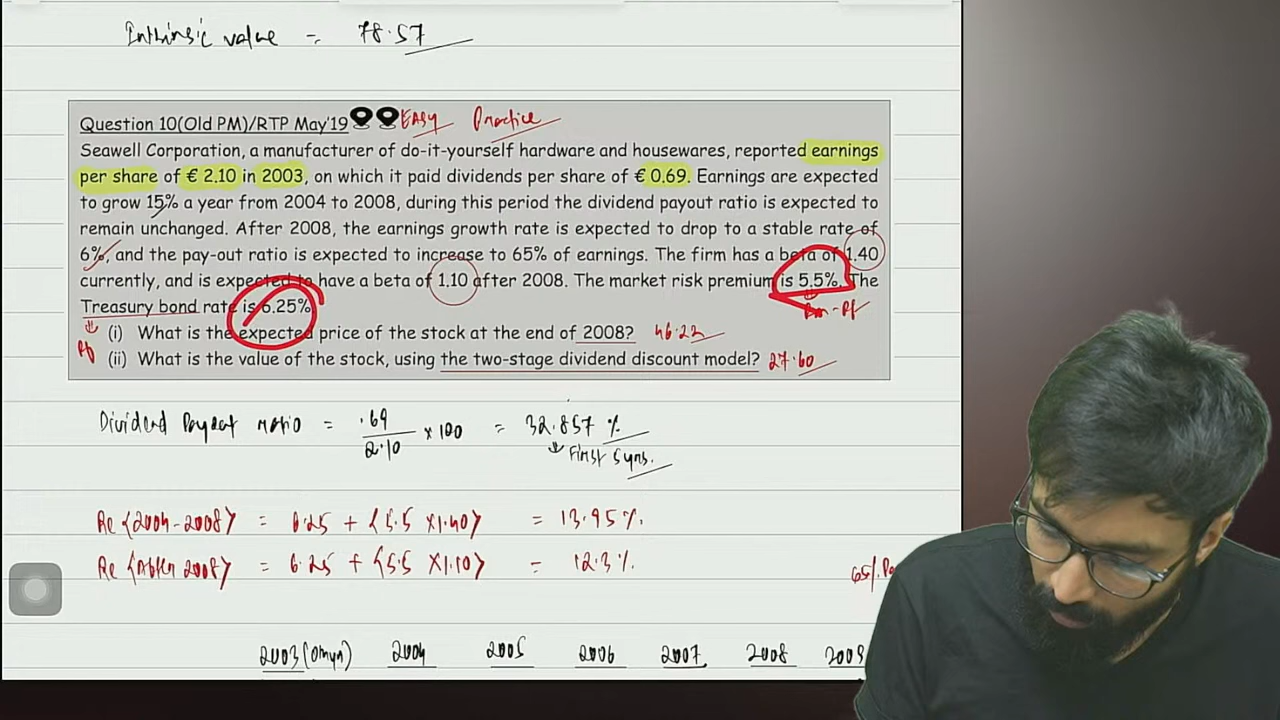 Intrinsic value = 78.57
Question 10(Old PM)/RTP May'19 Easy Practice
Seawell Corporation, a manufacturer of do-it-yourself hardware and housewares, reported earnings
per share of € 2.10 in 2003, on which it paid dividends per share of € 0.69. Earnings are expected
to grow 15% a year from 2004 to 2008, during this period the dividend payout ratio is expected to
remain unchanged. After 2008, the earnings growth rate is expected to drop to a stable rate of
6%, and the pay-out ratio is expected to increase to 65% of earnings. The firm has a beta of 1.40
currently, and is expected to have a beta of 1.10 after 2008. The market risk premium is 5.5%. The
Treasury bond rate is 6.25%
Rm-Rf
(i) What is the expected price of the stock at the end of 2008? 46.23
Rf (ii) What is the value of the stock, using the two-stage dividend discount model? 27.60
Dividend Payout ratio = .69 / 2.10 × 100 = 32.857 %
First 5yrs.
Re {2004-2008} = 6.25 + {5.5 × 1.40} = 13.95%
Re {After 2008} = 6.25 + {5.5 × 1.10} = 12.3%
65%
2003 2004 2005 2006 2007 2008 2009